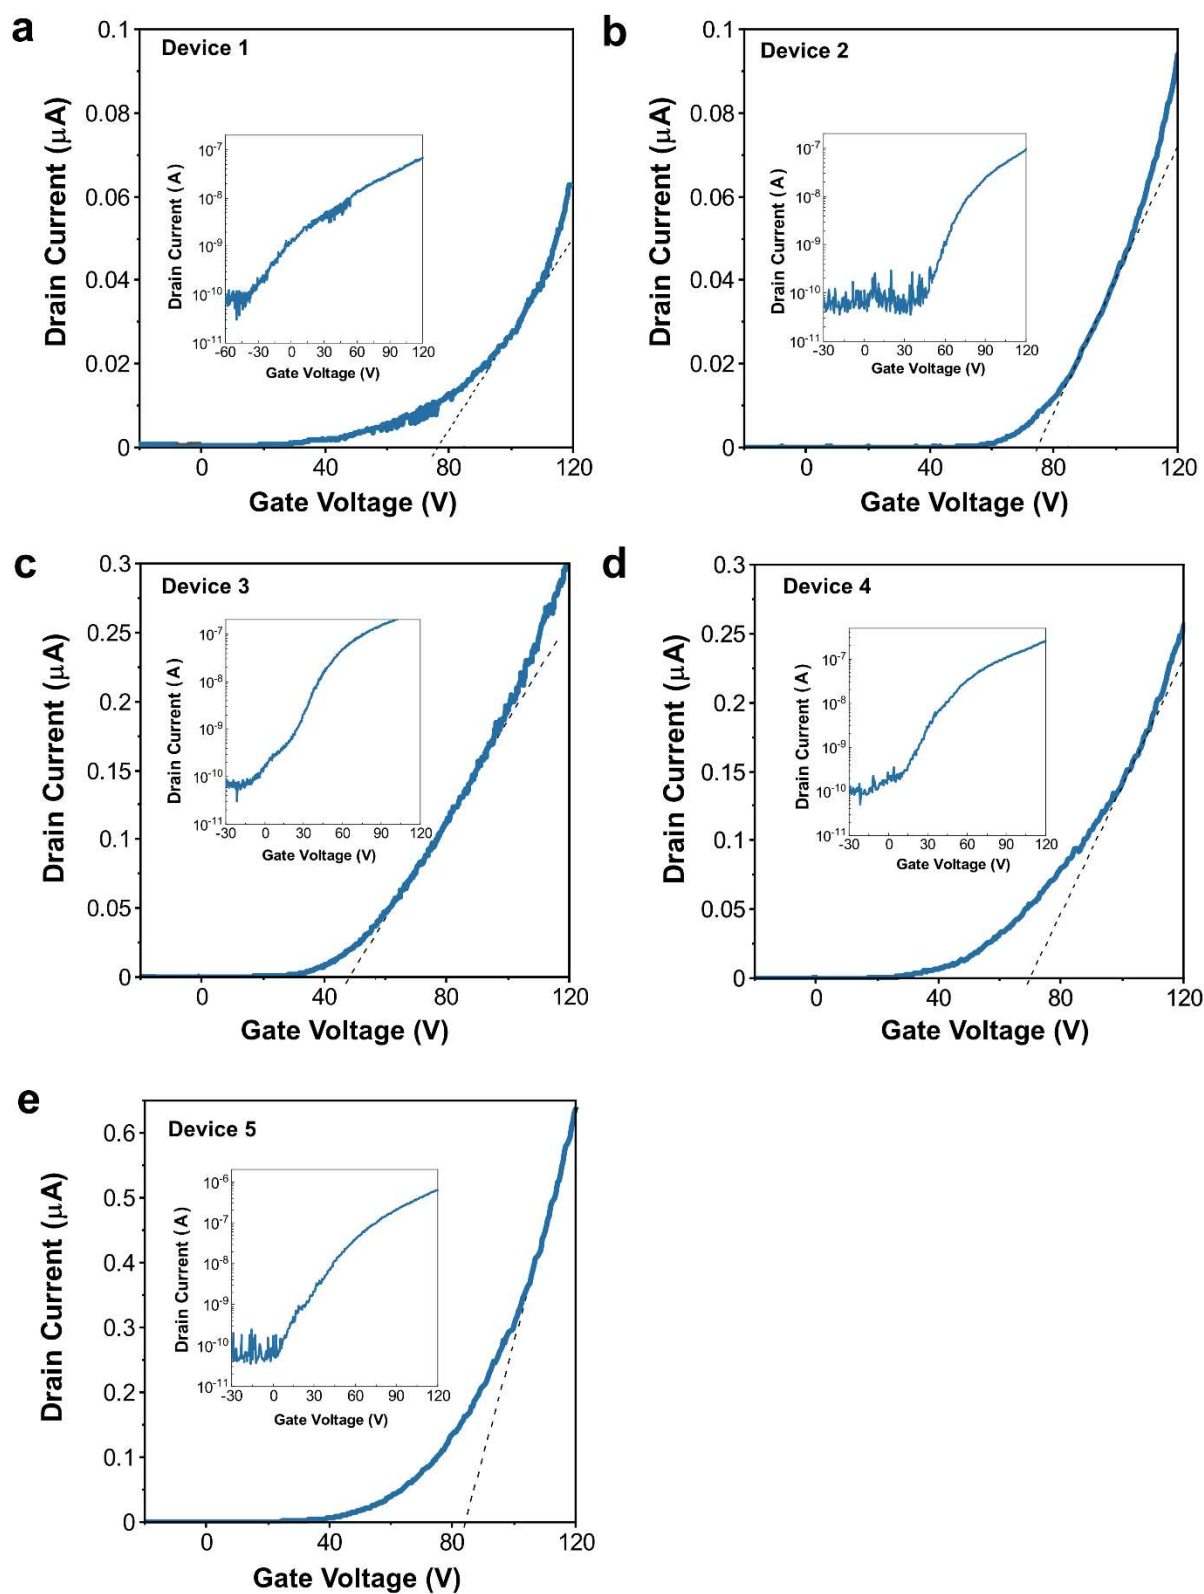 a
Device 1
Drain Current (μA)
0.1
0.08
0.06
0.04
0.02
0
0 40 80 120
Gate Voltage (V)
Drain Current (A)
10-7
10-8
10-9
10-10
10-11
-60 -30 0 30 60 90 120
Gate Voltage (V)
b
Device 2
Drain Current (μA)
0.1
0.08
0.06
0.04
0.02
0
0 40 80 120
Gate Voltage (V)
Drain Current (A)
10-7
10-8
10-9
10-10
10-11
-30 0 30 60 90 120
Gate Voltage (V)
c
Device 3
Drain Current (μA)
0.3
0.25
0.2
0.15
0.1
0.05
0
0 40 80 120
Gate Voltage (V)
Drain Current (A)
10-7
10-8
10-9
10-10
10-11
-30 0 30 60 90 120
Gate Voltage (V)
d
Device 4
Drain Current (μA)
0.3
0.25
0.2
0.15
0.1
0.05
0
0 40 80 120
Gate Voltage (V)
Drain Current (A)
10-7
10-8
10-9
10-10
10-11
-30 0 30 60 90 120
Gate Voltage (V)
e
Device 5
Drain Current (μA)
0.6
0.5
0.4
0.3
0.2
0.1
0
0 40 80 120
Gate Voltage (V)
Drain Current (A)
10-6
10-7
10-8
10-9
10-10
10-11
-30 0 30 60 90 120
Gate Voltage (V)